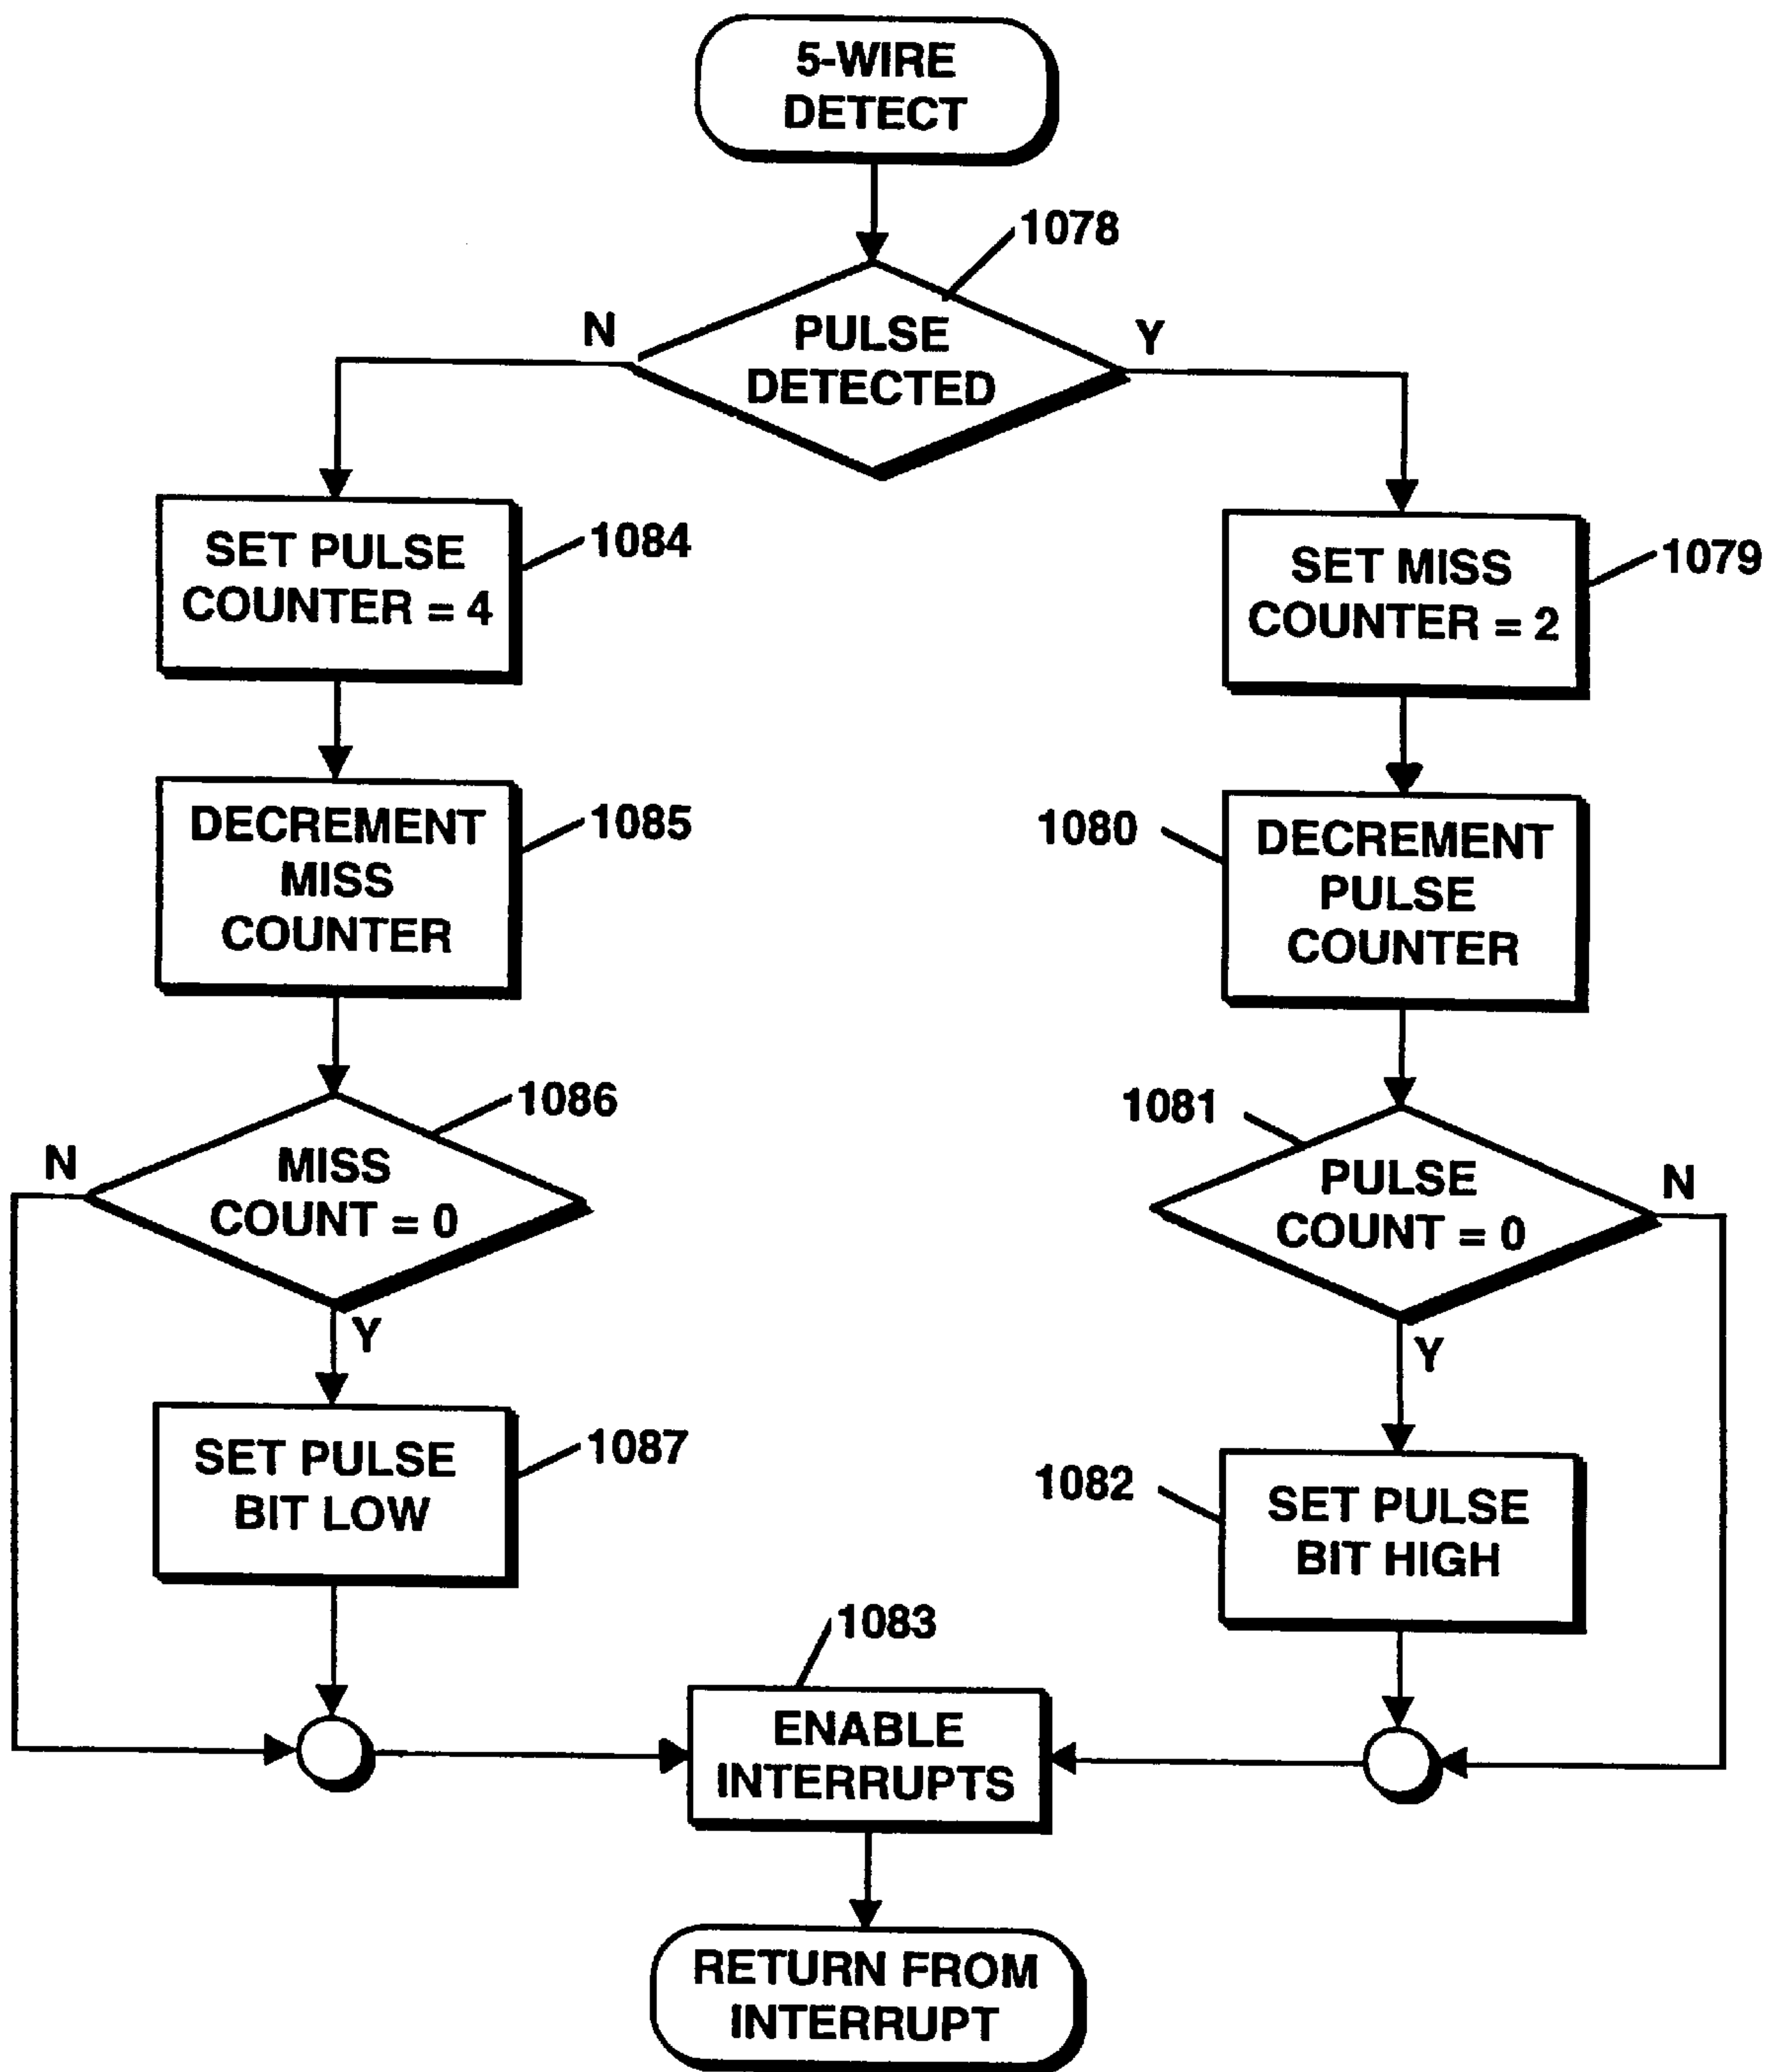 5-WIRE
DETECT
1078
N
PULSE
DETECTED
Y
SET PULSE
COUNTER = 4
1084
SET MISS
COUNTER = 2
1079
DECREMENT
MISS
COUNTER
1085
1080
DECREMENT
PULSE
COUNTER
1086
N
MISS
COUNT = 0
Y
1081
PULSE
COUNT = 0
N
Y
SET PULSE
BIT LOW
1087
1082
SET PULSE
BIT HIGH
1083
ENABLE
INTERRUPTS
RETURN FROM
INTERRUPT